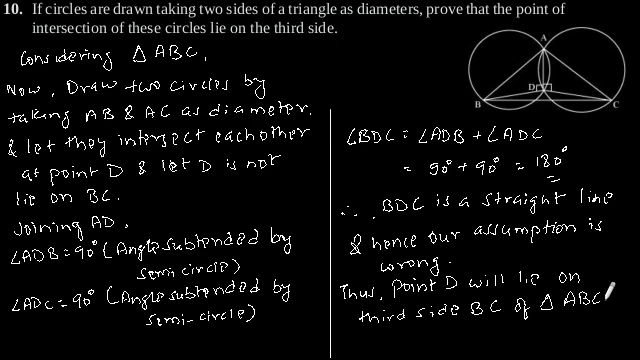 10. If circles are drawn taking two sides of a triangle as diameters, prove that the point of
intersection of these circles lie on the third side.
Considering △ ABC,
Now, Draw two circles by
taking AB & AC as diameter.
& let they intersect eachother
at point D & let D is not
lie on BC.
Joining AD,
∠ADB = 90° (Angle subtended by
semi circle)
∠ADC = 90° (Angle subtended by
semi-circle)
A
D
B
C
∠BDC = ∠ADB + ∠ADC
= 90° + 90° = 180°
∴ BDC is a straight line
& hence our assumption is
wrong.
Thus, Point D will lie on
third side BC of △ ABC